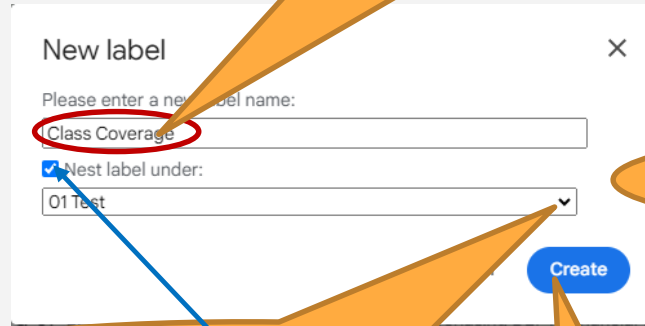 New label
Please enter a new label name:
Class Coverage
Nest label under:
01 Test
Create